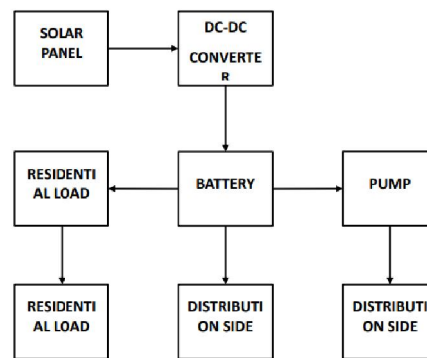 SOLAR
PANEL
DC-DC
CONVERTE
R
RESIDENTI
AL LOAD
BATTERY
PUMP
RESIDENTI
AL LOAD
DISTRIBUTI
ON SIDE
DISTRIBUTI
ON SIDE